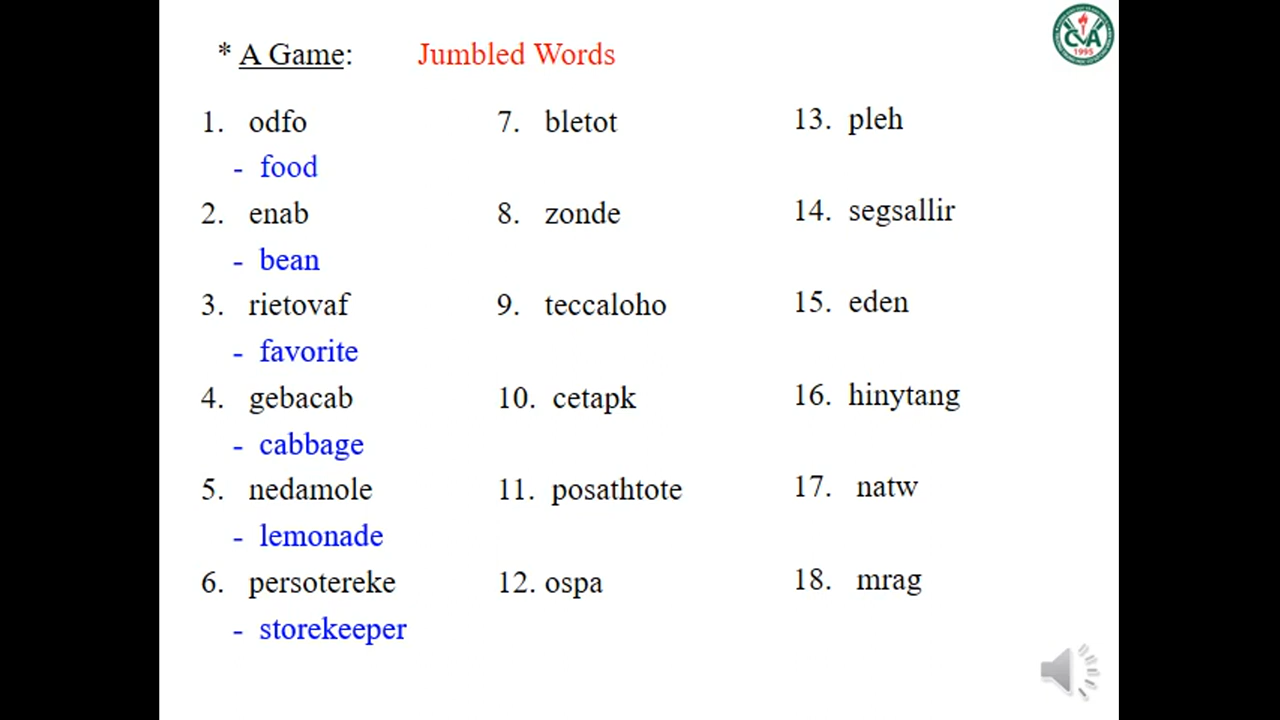 * A Game: Jumbled Words
1. odfo
- food
2. enab
- bean
3. rietovaf
- favorite
4. gebacab
- cabbage
5. nedamole
- lemonade
6. persotereke
- storekeeper
7. bletot
8. zonde
9. teccaloho
10. cetapk
11. posathtote
12. ospa
13. pleh
14. segsallir
15. eden
16. hinytang
17. natw
18. mrag
CVA
1995